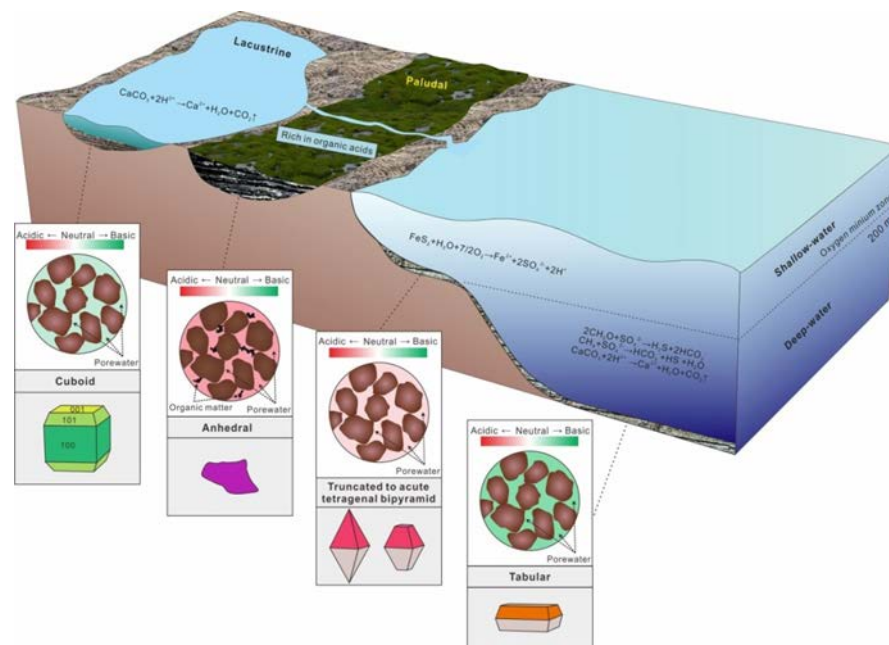 Lacustrine
CaCO₃+2H²⁺→Ca²⁺+H₂O+CO₂↑
Paludal
Rich in organic acids
FeS₂+H₂O+7/2O₂→Fe²⁺+2SO₄²⁻+2H⁺
Shallow-water
Oxygen minium zone
200 m
Deep-water
2CH₂O+SO₄²⁻→H₂S+2HCO₃
CH₄+SO₄²⁻→HCO₃⁻+HS⁻+H₂O
CaCO₃+2H²⁺→Ca²⁺+H₂O+CO₂↑
Acidic ← Neutral → Basic
Porewater
Cuboid
001
101
100
Acidic ← Neutral → Basic
Organic matter
Porewater
Anhedral
Acidic ← Neutral → Basic
Porewater
Truncated to acute
tetragenal bipyramid
Acidic ← Neutral → Basic
Porewater
Tabular